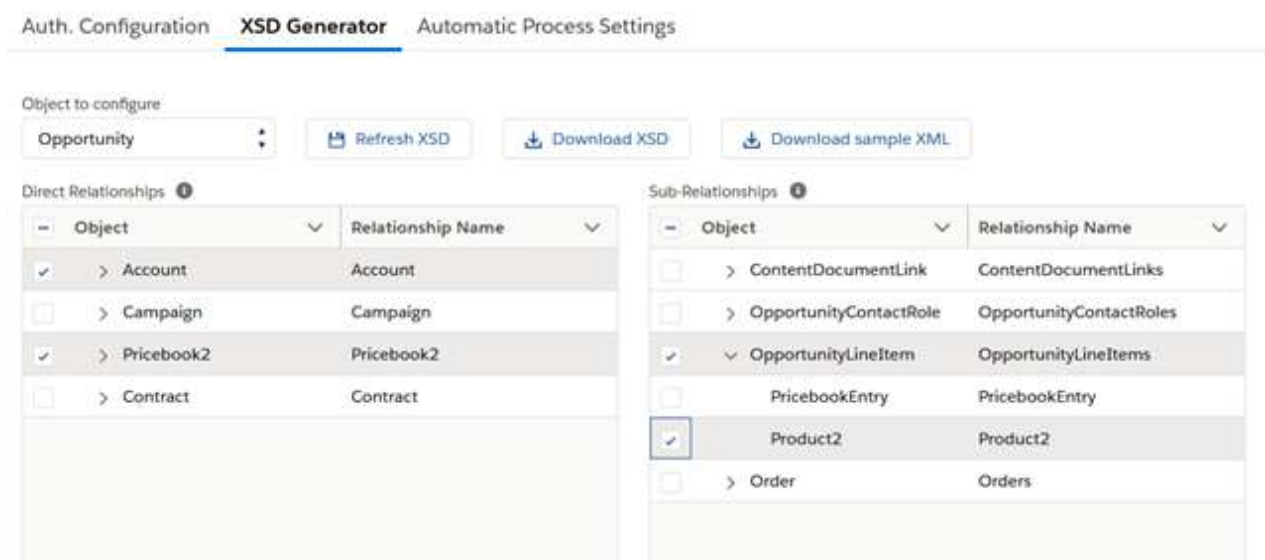 Auth. Configuration XSD Generator Automatic Process Settings
Object to configure
Opportunity Refresh XSD Download XSD Download sample XML
Direct Relationships Sub-Relationships
Object Relationship Name Object Relationship Name
Account Account ContentDocumentLink ContentDocumentLinks
Campaign Campaign OpportunityContactRole OpportunityContactRoles
Pricebook2 Pricebook2 OpportunityLineItem OpportunityLineItems
Contract Contract PricebookEntry PricebookEntry
Product2 Product2
Order Orders